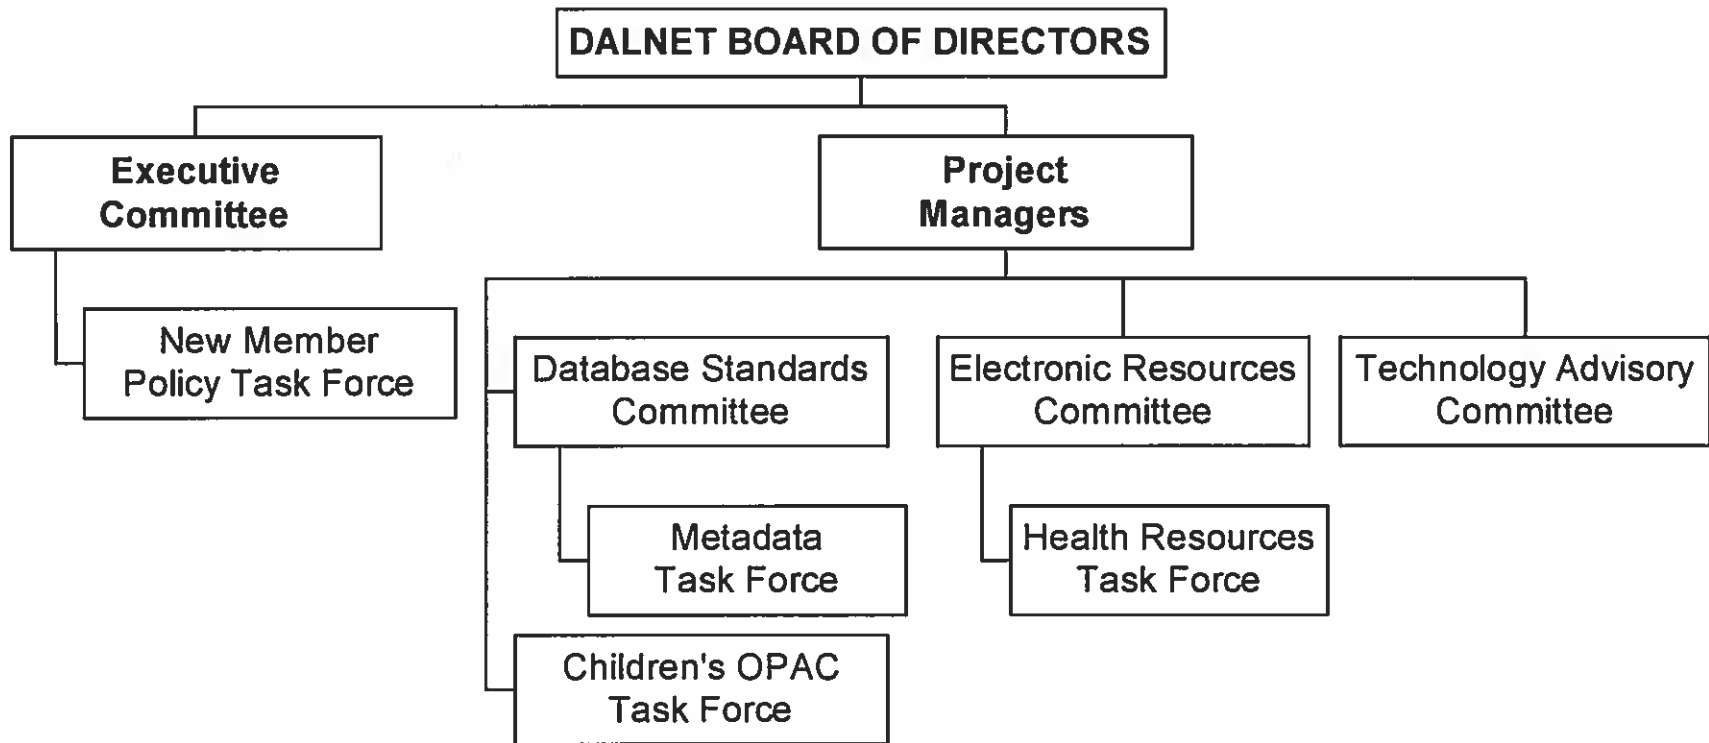 DALNET BOARD OF DIRECTORS
Executive
Committee
Project
Managers
New Member
Policy Task Force
Database Standards
Committee
Electronic Resources
Committee
Technology Advisory
Committee
Metadata
Task Force
Health Resources
Task Force
Children's OPAC
Task Force